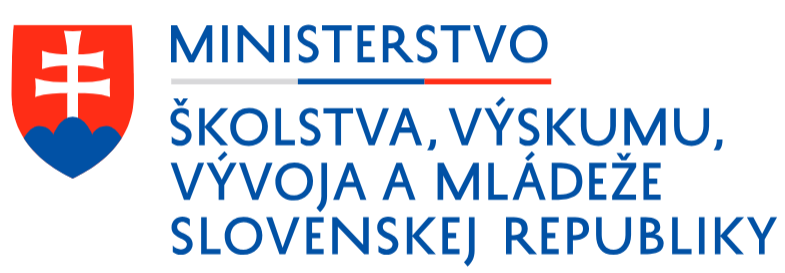 MINISTERSTVO
ŠKOLSTVA, VÝSKUMU,
VÝVOJA A MLÁDEŽE
SLOVENSKEJ REPUBLIKY